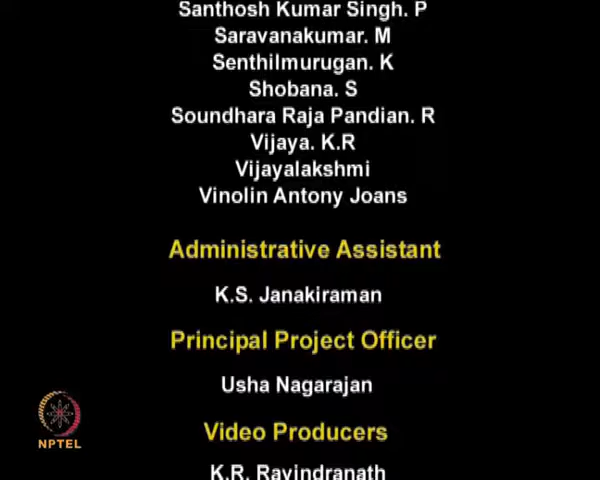 Santhosh Kumar Singh. P
Saravanakumar. M
Senthilmurugan. K
Shobana. S
Soundhara Raja Pandian. R
Vijaya. K.R
Vijayalakshmi
Vinolin Antony Joans
Administrative Assistant
K.S. Janakiraman
Principal Project Officer
Usha Nagarajan
Video Producers
K.R. Ravindranath
NPTEL